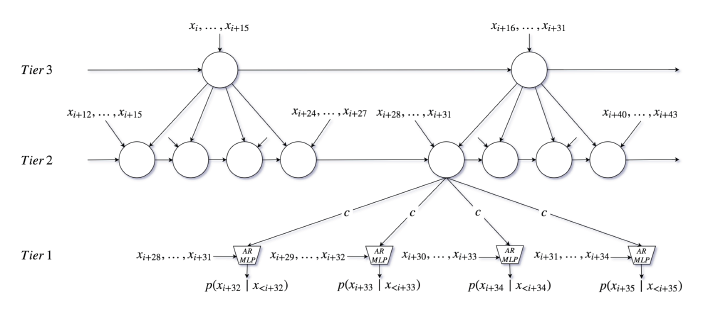 x_i, … , x_{i+15} x_{i+16}, … , x_{i+31}
Tier 3
x_{i+12}, … , x_{i+15} x_{i+24}, … , x_{i+27} x_{i+28}, … , x_{i+31} x_{i+40}, … , x_{i+43}
Tier 2
c c c c
Tier 1
x_{i+28}, … , x_{i+31} AR MLP x_{i+29}, … , x_{i+32} AR MLP x_{i+30}, … , x_{i+33} AR MLP x_{i+31}, … , x_{i+34} AR MLP
p(x_{i+32} | x_{<i+32}) p(x_{i+33} | x_{<i+33}) p(x_{i+34} | x_{<i+34}) p(x_{i+35} | x_{<i+35})